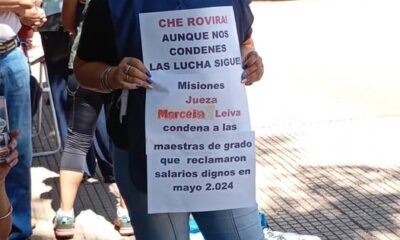 CHE ROVIRA!
AUNQUE NOS
CONDENES
LAS LUCHA SIGUE
Misiones
Jueza
Marcela Leiva
condena a las
maestras de grado
que reclamaron
salarios dignos en
mayo 2.024